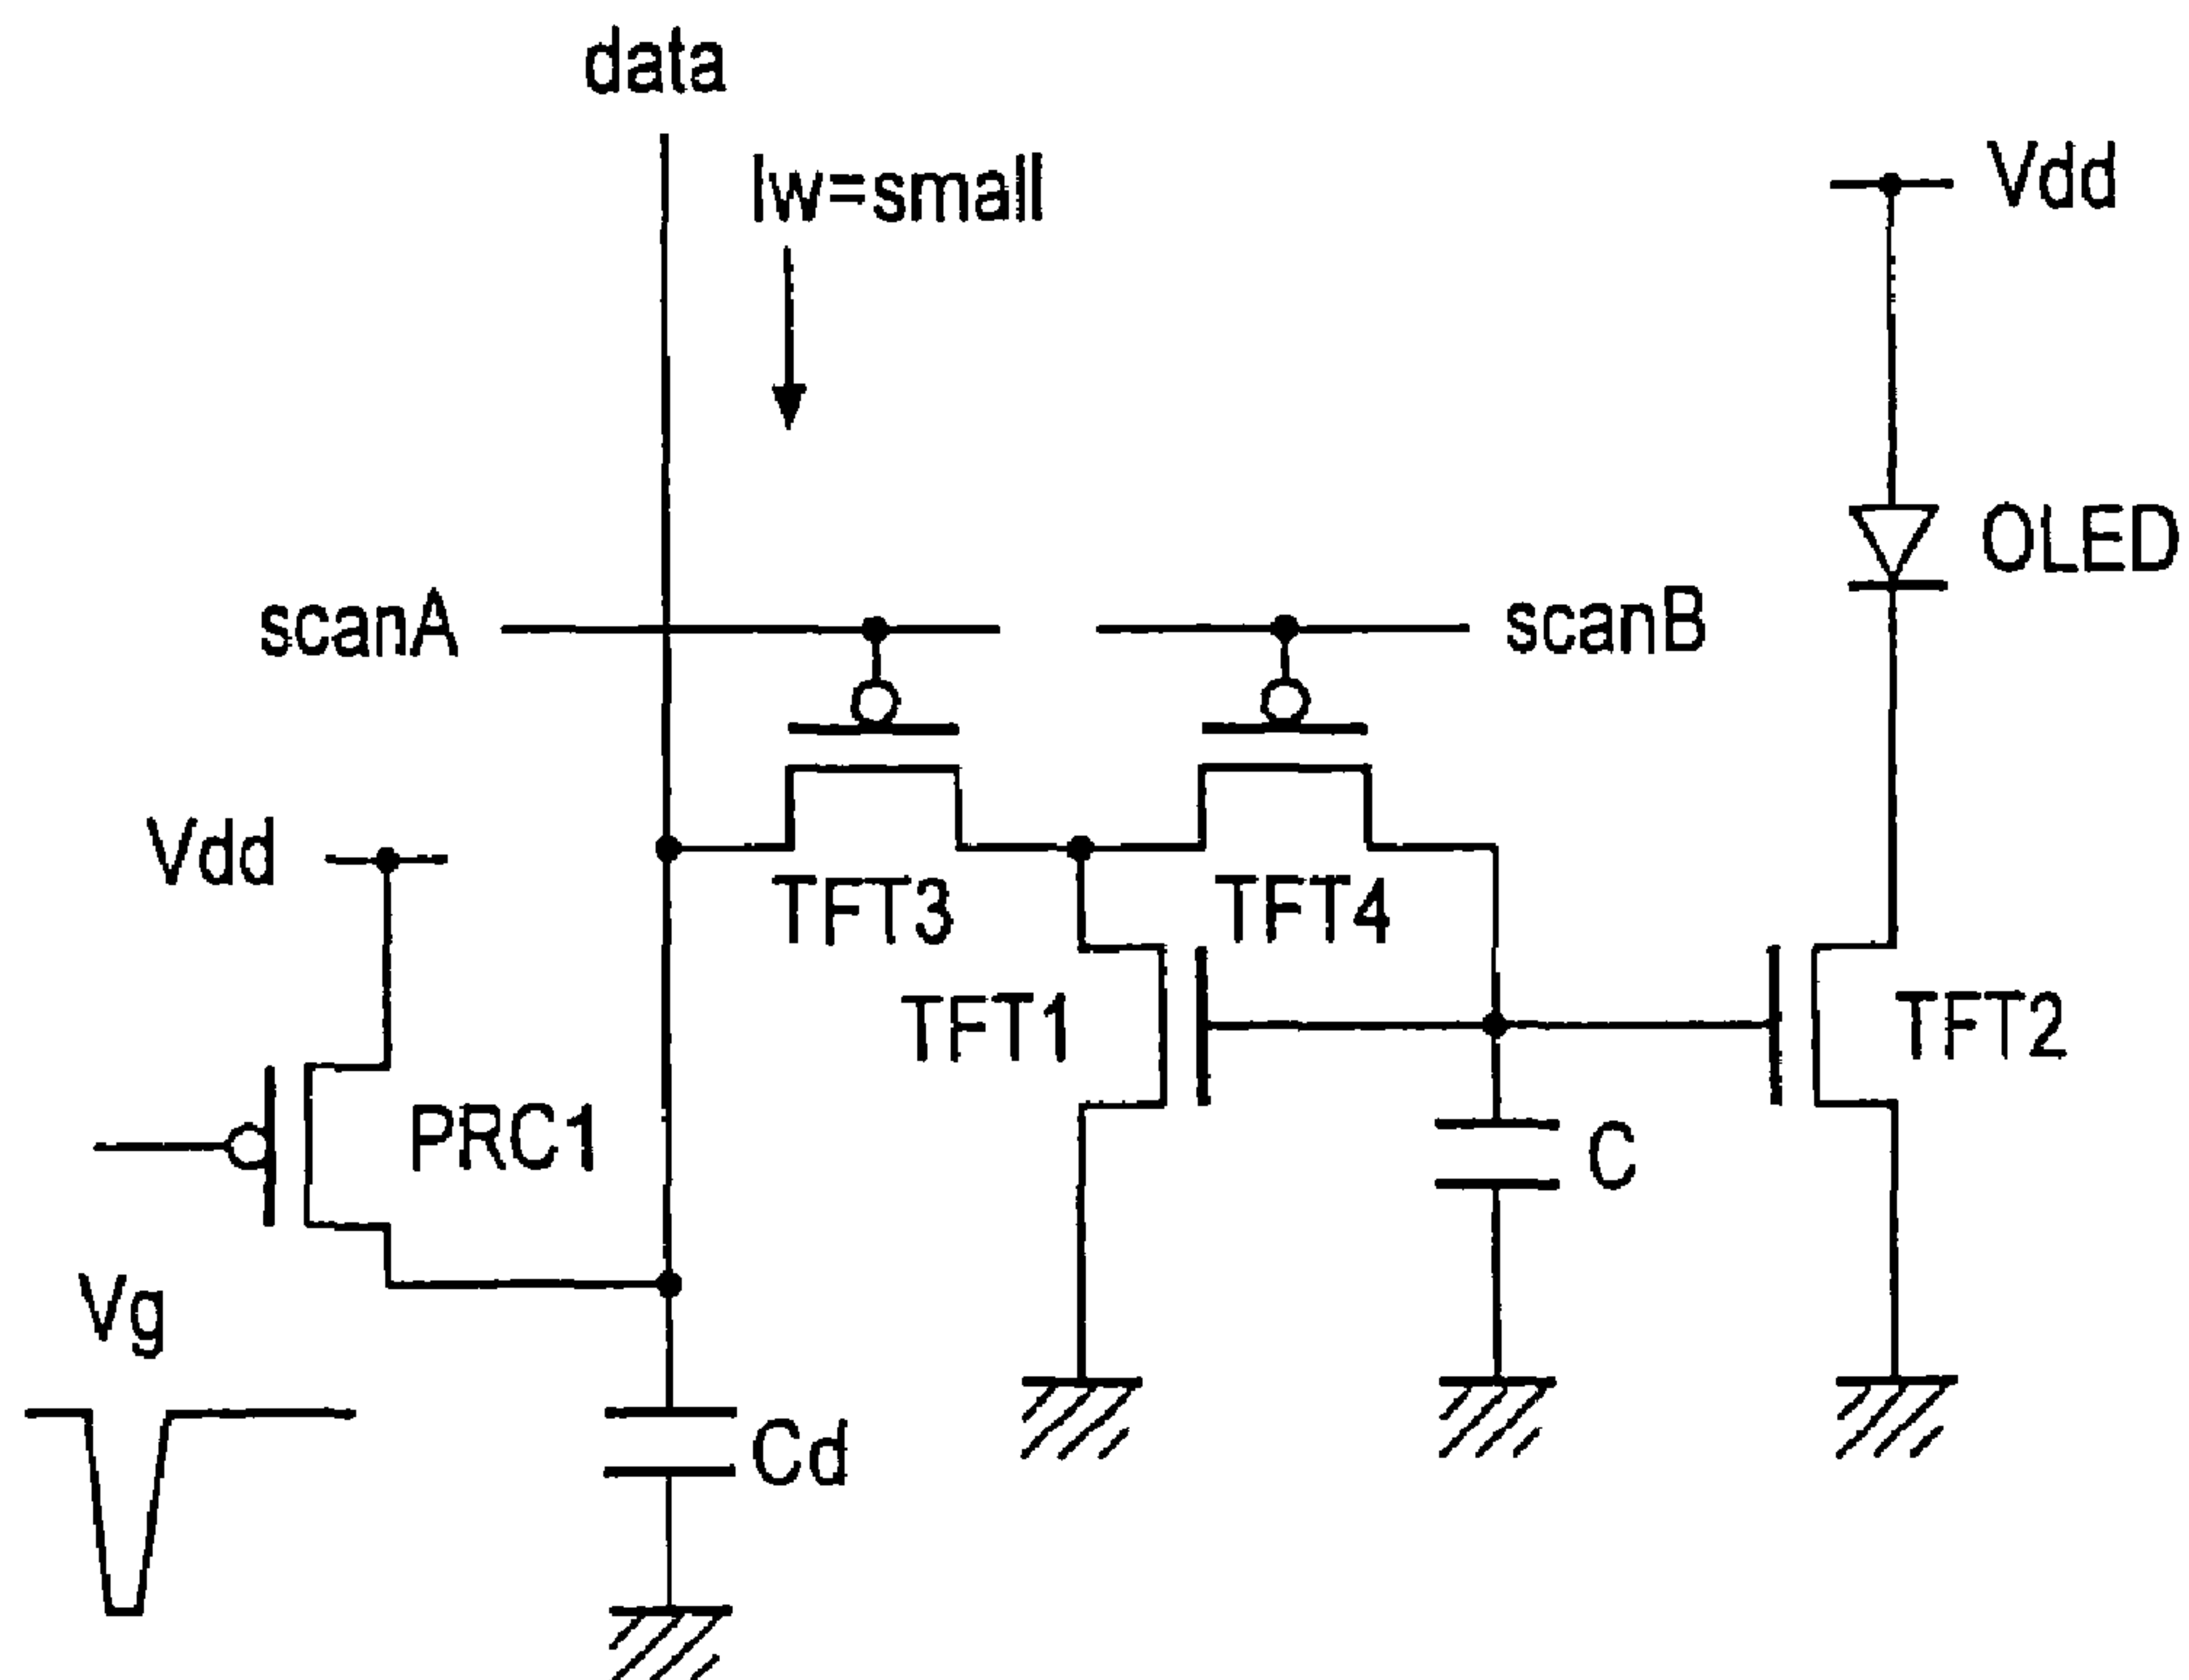 data
Iw=small
Vdd
OLED
scanA
scanB
Vdd
TFT3
TFT4
TFT1
TFT2
PRC1
C
Vg
Cd